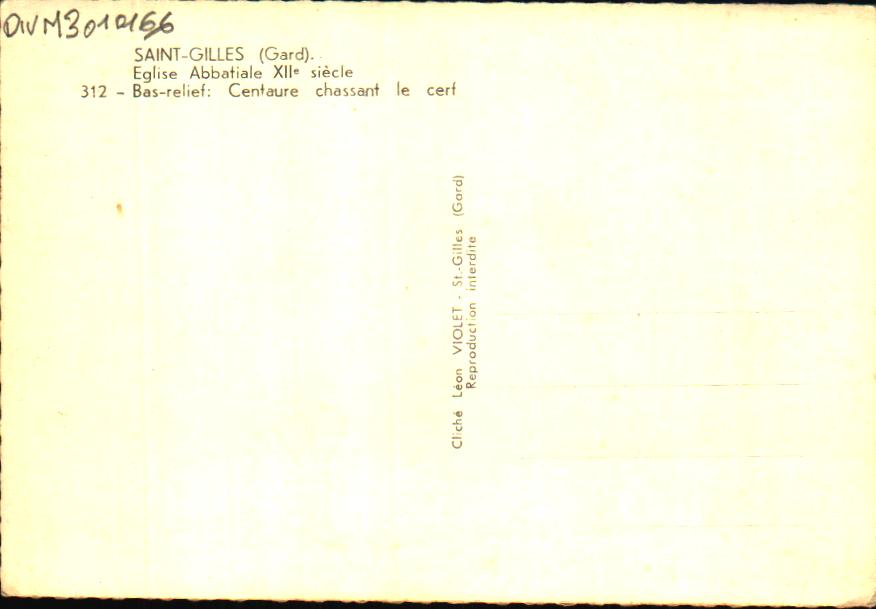 SAINT-GILLES (Gard).
Eglise Abbatiale XIIe siècle
312 - Bas-relief: Centaure chassant le cerf
Cliché Léon VIOLET - St.-Gilles (Gard)
Reproduction interdite